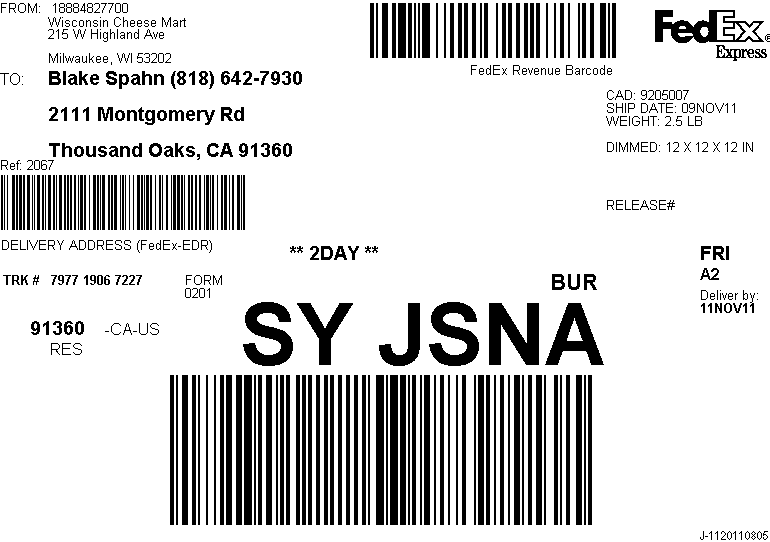 FROM: 18884827700
Wisconsin Cheese Mart
215 W Highland Ave
Milwaukee, WI 53202
TO: Blake Spahn (818) 642-7930
2111 Montgomery Rd
Thousand Oaks, CA 91360
Ref: 2067
FedEx Revenue Barcode
FedEx®
Express
CAD: 9205007
SHIP DATE: 09NOV11
WEIGHT: 2.5 LB
DIMMED: 12 X 12 X 12 IN
RELEASE#
DELIVERY ADDRESS (FedEx-EDR)
** 2DAY **
FRI
A2
Deliver by:
11NOV11
TRK # 7977 1906 7227
FORM
0201
BUR
91360 -CA-US
RES
SY JSNA
J-1120110805